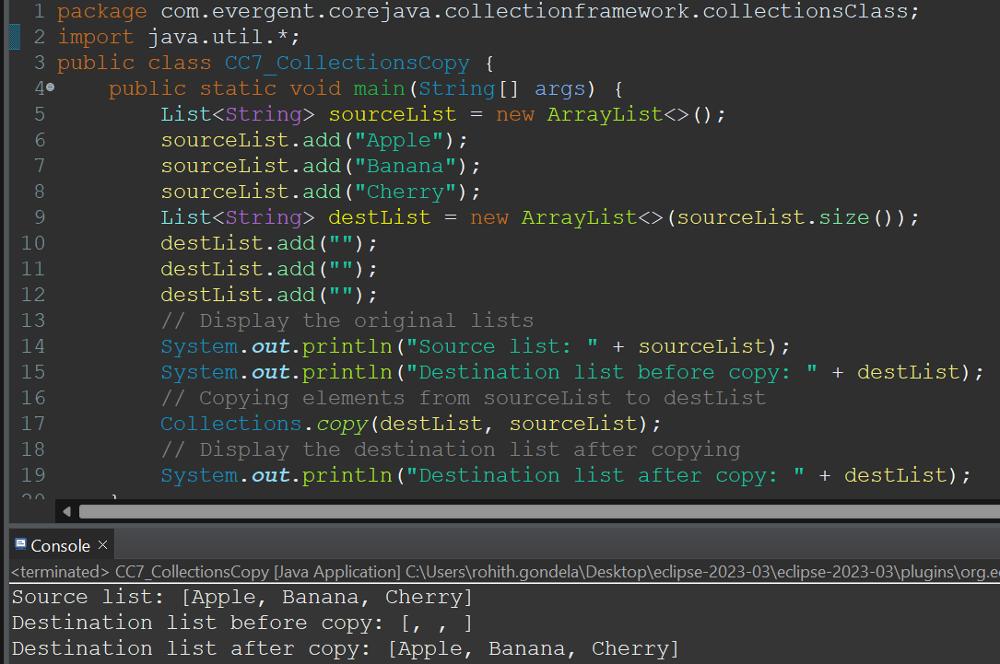 1 package com.evergent.corejava.collectionframework.collectionsClass;
2 import java.util.*;
3 public class CC7_CollectionsCopy {
4 public static void main(String[] args) {
5 List<String> sourceList = new ArrayList<>();
6 sourceList.add("Apple");
7 sourceList.add("Banana");
8 sourceList.add("Cherry");
9 List<String> destList = new ArrayList<>(sourceList.size());
10 destList.add("");
11 destList.add("");
12 destList.add("");
13 // Display the original lists
14 System.out.println("Source list: " + sourceList);
15 System.out.println("Destination list before copy: " + destList);
16 // Copying elements from sourceList to destList
17 Collections.copy(destList, sourceList);
18 // Display the destination list after copying
19 System.out.println("Destination list after copy: " + destList);
Console ×
<terminated> CC7_CollectionsCopy [Java Application] C:\Users\rohith.gondela\Desktop\eclipse-2023-03\eclipse-2023-03\plugins\org.e
Source list: [Apple, Banana, Cherry]
Destination list before copy: [, , ]
Destination list after copy: [Apple, Banana, Cherry]